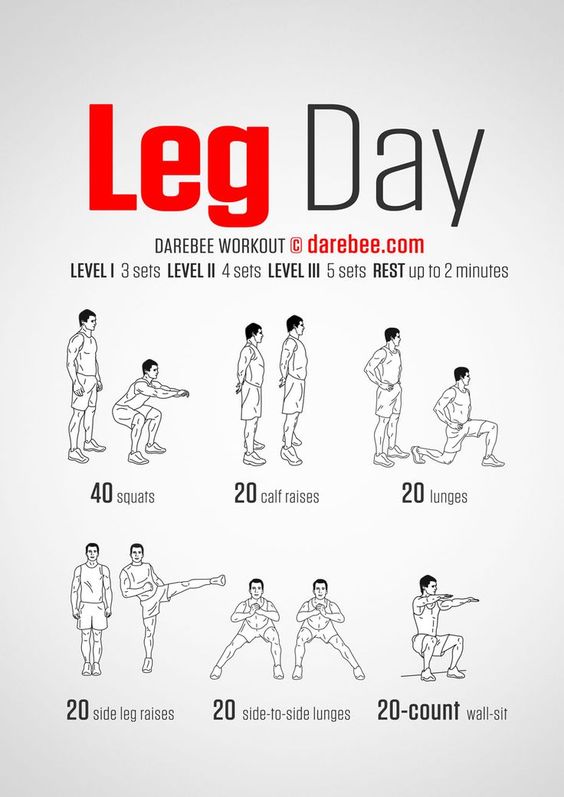 Leg Day
DAREBEE WORKOUT © darebee.com
LEVEL I 3 sets LEVEL II 4 sets LEVEL III 5 sets REST up to 2 minutes
40 squats
20 calf raises
20 lunges
20 side leg raises
20 side-to-side lunges
20-count wall-sit